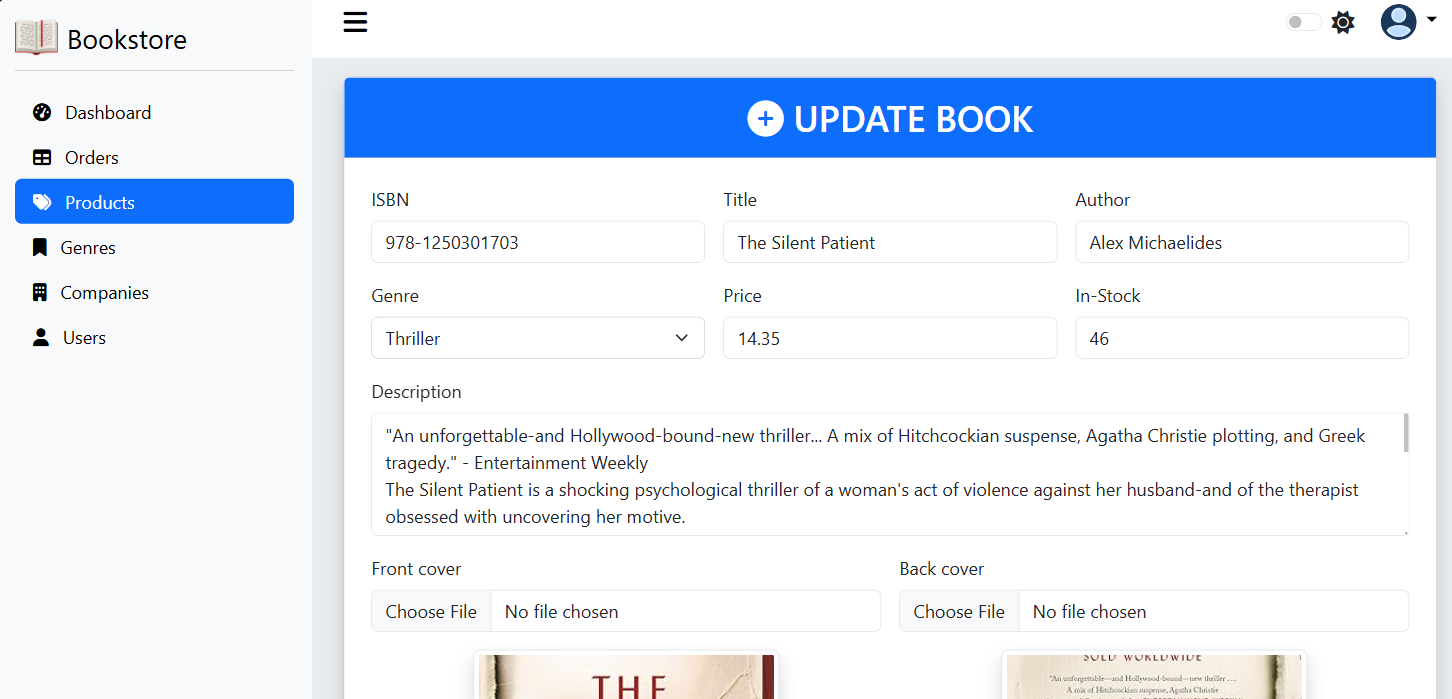 Bookstore
Dashboard
Orders
Products
Genres
Companies
Users
UPDATE BOOK
ISBN
Title
Author
978-1250301703
The Silent Patient
Alex Michaelides
Genre
Price
In-Stock
Thriller
14.35
46
Description
"An unforgettable-and Hollywood-bound-new thriller... A mix of Hitchcockian suspense, Agatha Christie plotting, and Greek
tragedy." - Entertainment Weekly
The Silent Patient is a shocking psychological thriller of a woman's act of violence against her husband-and of the therapist
obsessed with uncovering her motive.
Front cover
Back cover
Choose File
No file chosen
Choose File
No file chosen
THE
SOLD WORLDWIDE
"An unforgettable—and Hollywood-bound—new thriller . . .
A mix of Hitchcockian suspense, Agatha Christie